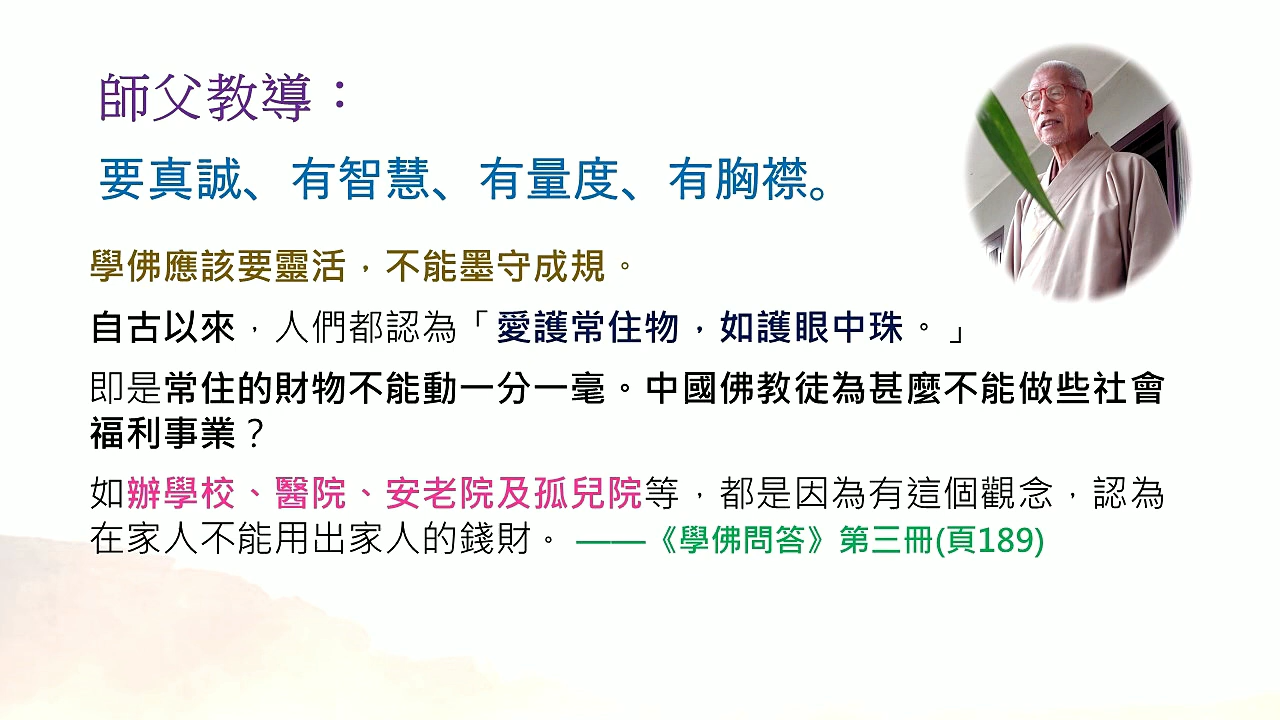 師父教導：
要真誠、有智慧、有量度、有胸襟。
學佛應該要靈活，不能墨守成規。
自古以來，人們都認為「愛護常住物，如護眼中珠。」
即是常住的財物不能動一分一毫。中國佛教徒為甚麼不能做些社會
福利事業？
如辦學校、醫院、安老院及孤兒院等，都是因為有這個觀念，認為
在家人不能用出家人的錢財。——《學佛問答》第三冊(頁189)